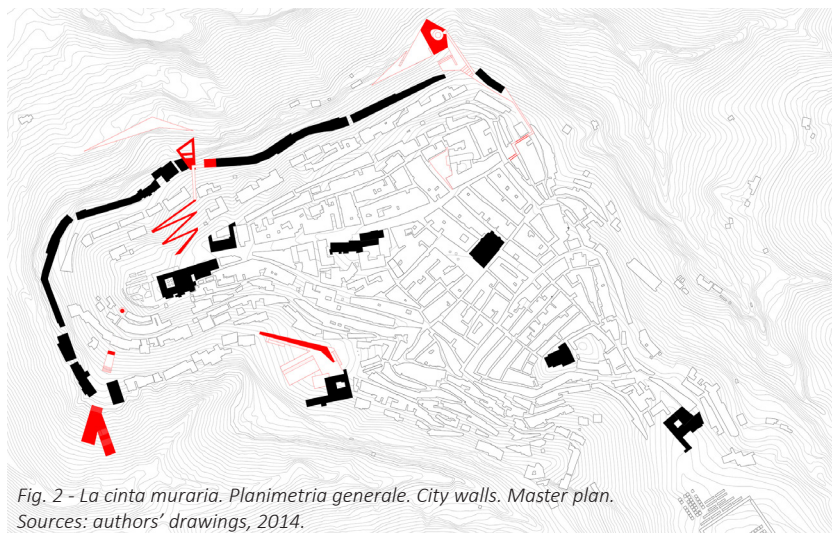 Fig. 2 - La cinta muraria. Planimetria generale. City walls. Master plan.
Sources: authors’ drawings, 2014.